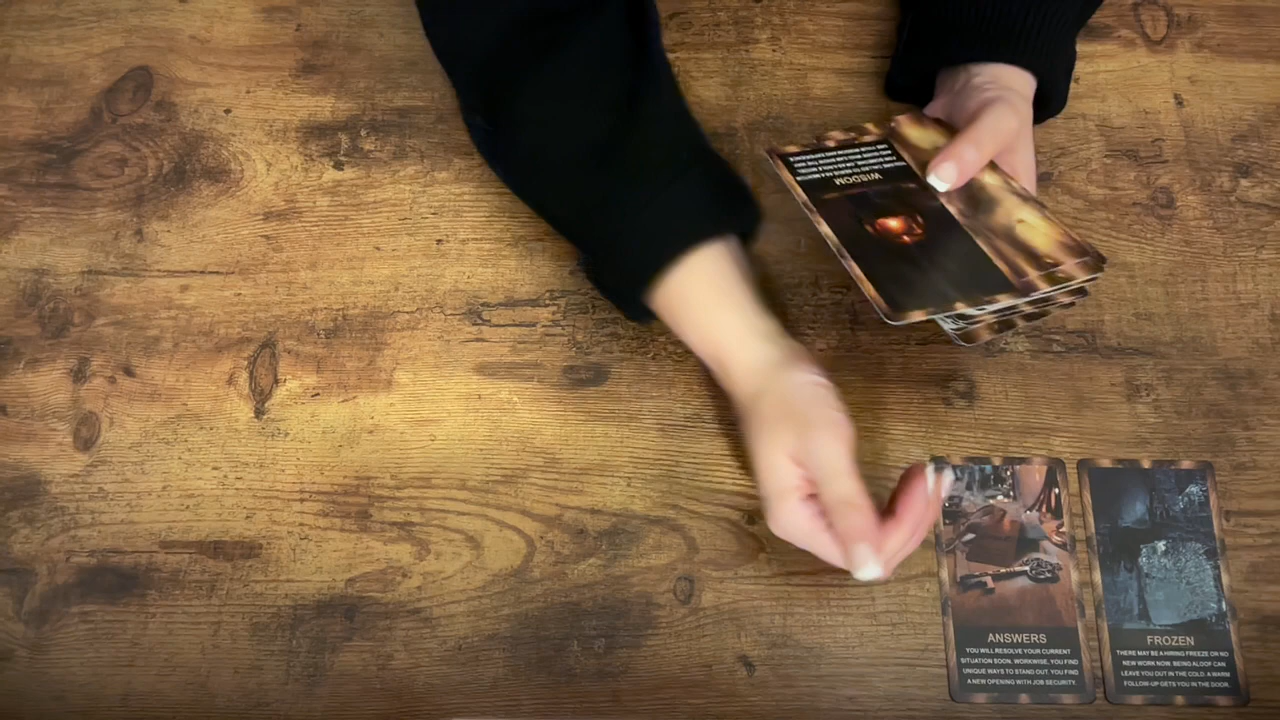 WISDOM
ANSWERS
YOU WILL RESOLVE YOUR CURRENT
SITUATION SOON. WORKWISE, YOU FIND
UNIQUE WAYS TO STAND OUT. YOU FIND
A NEW OPENING WITH JOB SECURITY.
FROZEN
THERE MAY BE A HIRING FREEZE OR NO
NEW WORK NOW. BEING ALOOF CAN
LEAVE YOU OUT IN THE COLD. A WARM
FOLLOW-UP GETS YOU IN THE DOOR.